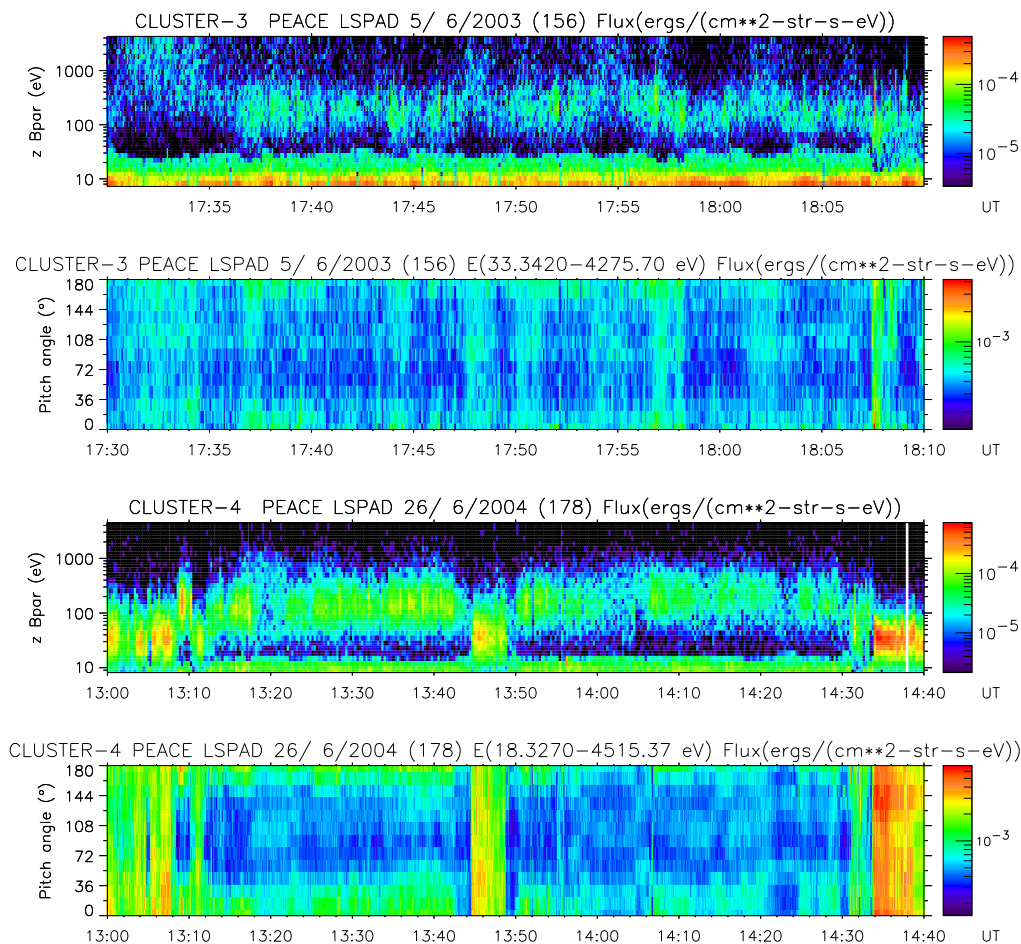 CLUSTER−3 PEACE LSPAD 5/ 6/2003 (156) Flux(ergs/(cm**2−str−s−eV))
z Bpar (eV)
1000
100
10
10−4
10−5
17:35 17:40 17:45 17:50 17:55 18:00 18:05 UT
CLUSTER−3 PEACE LSPAD 5/ 6/2003 (156) E(33.3420−4275.70 eV) Flux(ergs/(cm**2−str−s−eV))
Pitch angle (°)
180
144
108
72
36
0
10−3
17:30 17:35 17:40 17:45 17:50 17:55 18:00 18:05 18:10 UT
CLUSTER−4 PEACE LSPAD 26/ 6/2004 (178) Flux(ergs/(cm**2−str−s−eV))
z Bpar (eV)
1000
100
10
10−4
10−5
13:00 13:10 13:20 13:30 13:40 13:50 14:00 14:10 14:20 14:30 14:40 UT
CLUSTER−4 PEACE LSPAD 26/ 6/2004 (178) E(18.3270−4515.37 eV) Flux(ergs/(cm**2−str−s−eV))
Pitch angle (°)
180
144
108
72
36
0
10−3
13:00 13:10 13:20 13:30 13:40 13:50 14:00 14:10 14:20 14:30 14:40 UT